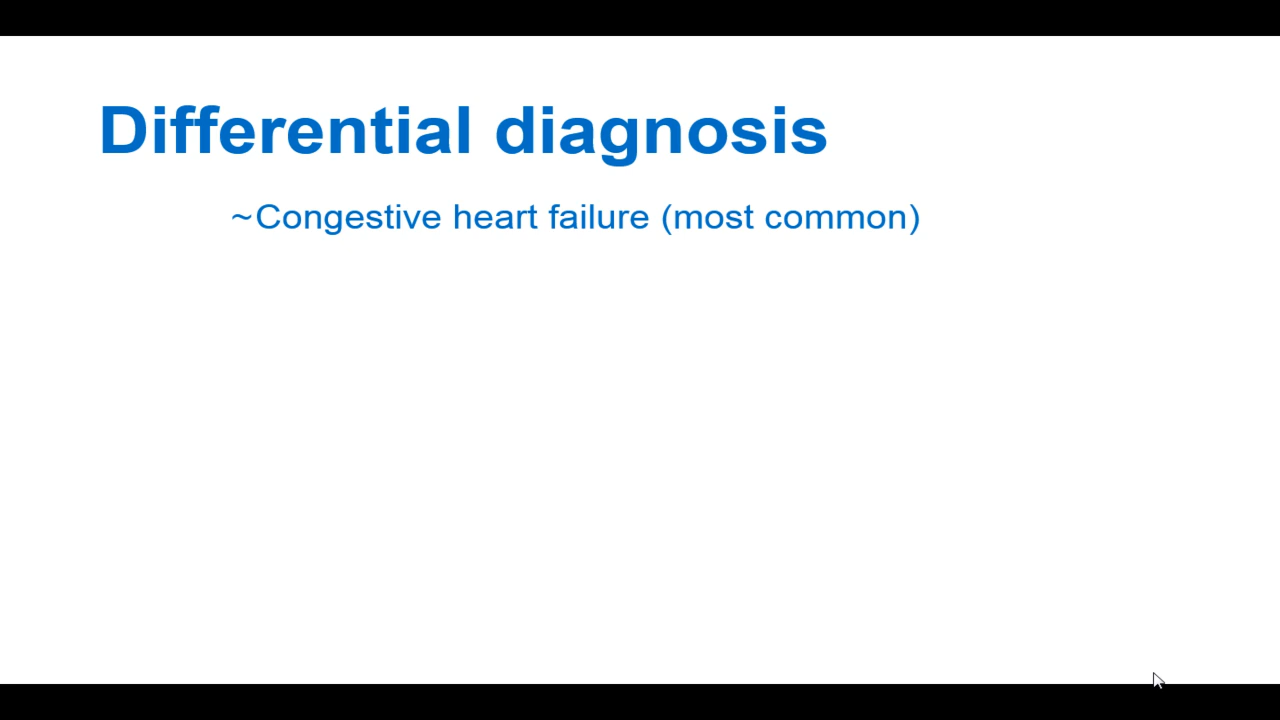 Differential diagnosis
~Congestive heart failure (most common)